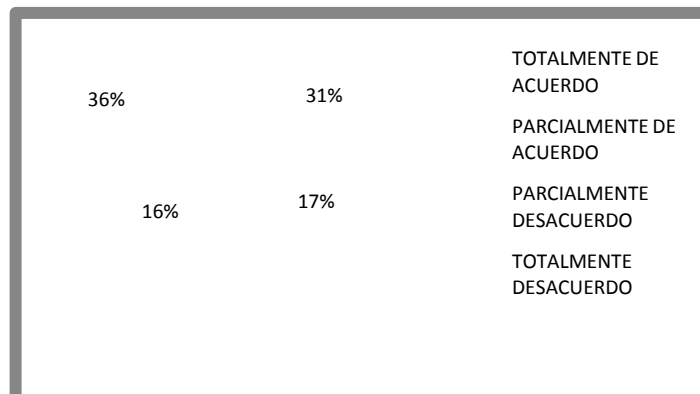 36%
31%
16%
17%
TOTALMENTE DE
ACUERDO
PARCIALMENTE DE
ACUERDO
PARCIALMENTE
DESACUERDO
TOTALMENTE
DESACUERDO